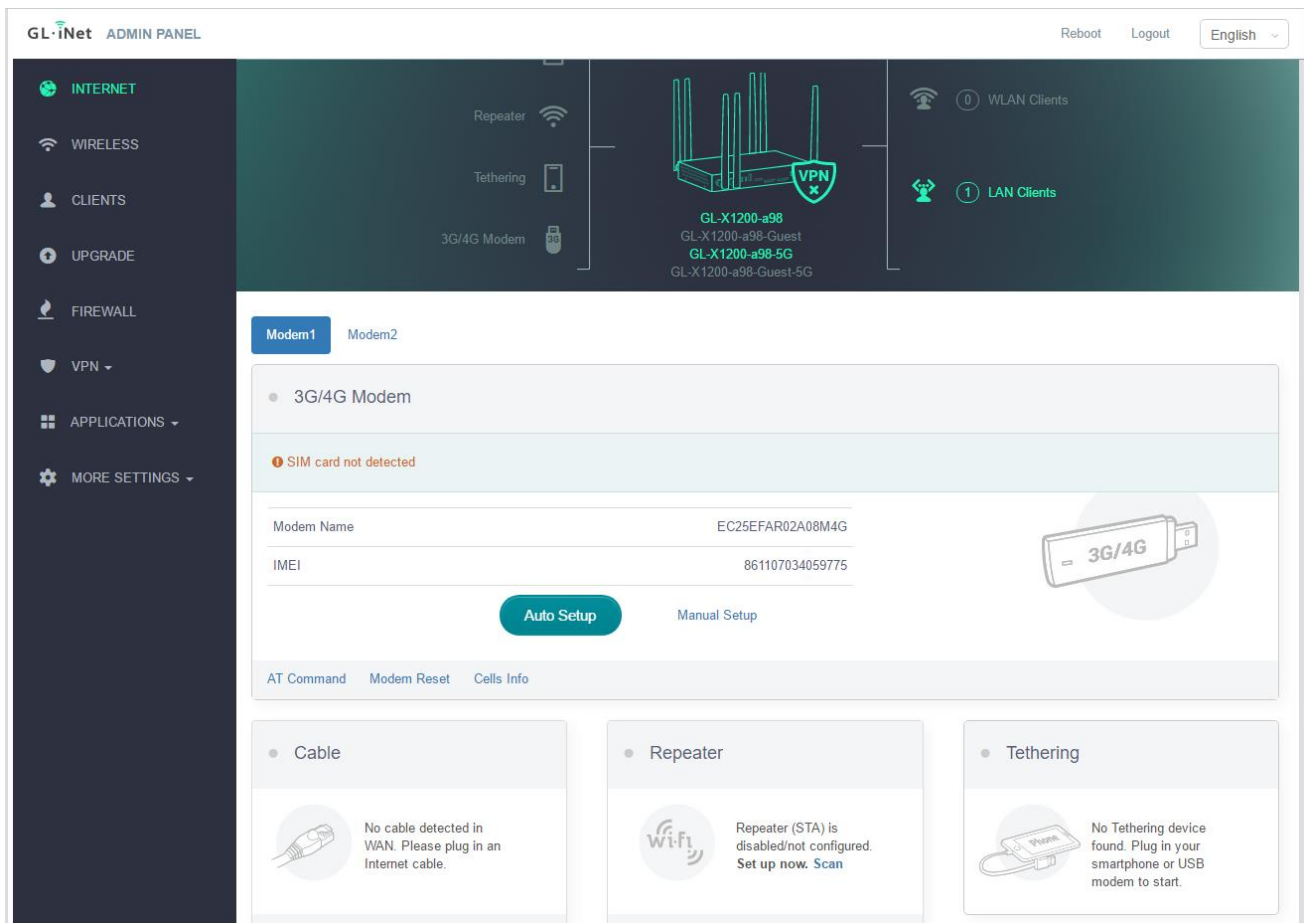 GL·iNet ADMIN PANEL
Reboot
Logout
English
INTERNET
WIRELESS
CLIENTS
UPGRADE
FIREWALL
VPN
APPLICATIONS
MORE SETTINGS
Repeater
Tethering
3G/4G Modem
3G
VPN
GL-X1200-a98
GL-X1200-a98-Guest
GL-X1200-a98-5G
GL-X1200-a98-Guest-5G
0 WLAN Clients
1 LAN Clients
Modem1
Modem2
3G/4G Modem
SIM card not detected
Modem Name EC25EFAR02A08M4G
IMEI 861107034059775
3G/4G
Auto Setup
Manual Setup
AT Command Modem Reset Cells Info
Cable
No cable detected in
WAN. Please plug in an
Internet cable.
Repeater
Wi-Fi
Repeater (STA) is
disabled/not configured.
Set up now. Scan
Tethering
Phone
No Tethering device
found. Plug in your
smartphone or USB
modem to start.